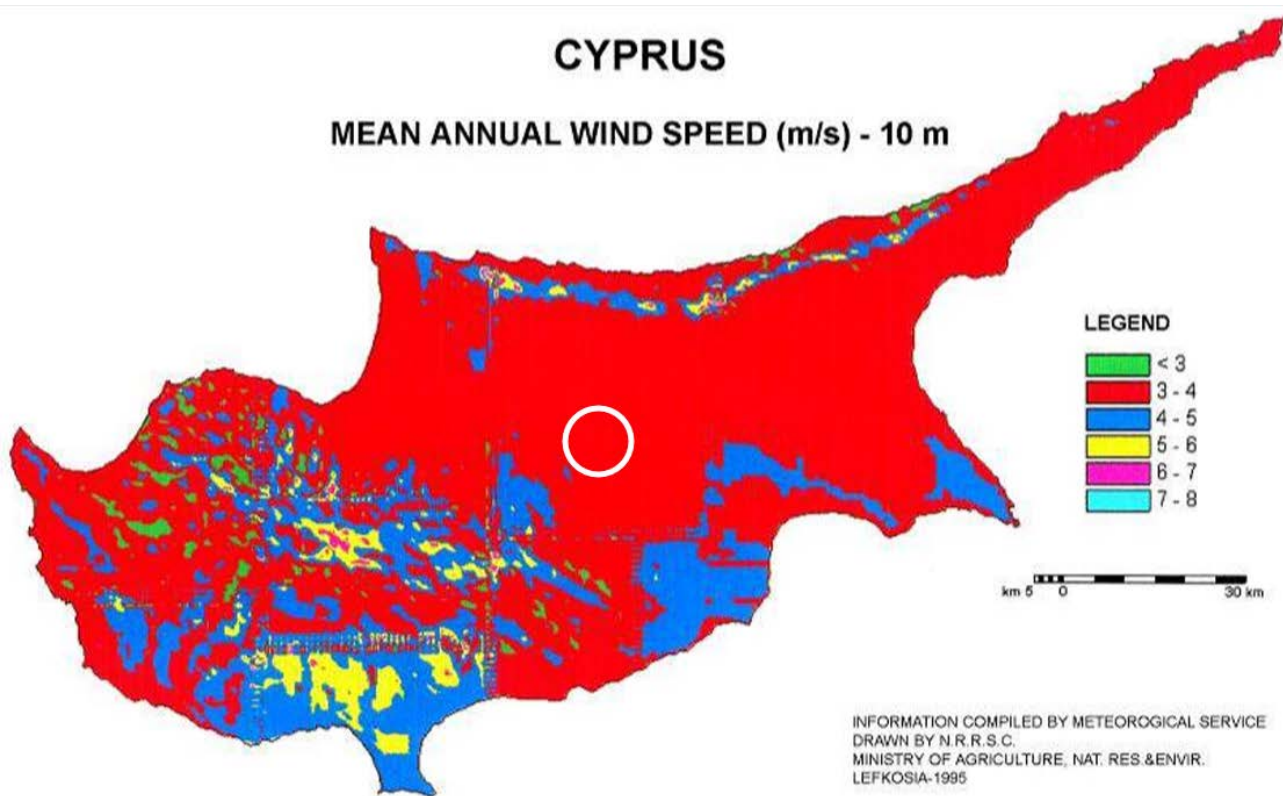 CYPRUS
MEAN ANNUAL WIND SPEED (m/s) - 10 m
LEGEND
< 3
3 - 4
4 - 5
5 - 6
6 - 7
7 - 8
km 5 0 30 km
INFORMATION COMPILED BY METEOROGICAL SERVICE
DRAWN BY N.R.R.S.C.
MINISTRY OF AGRICULTURE, NAT. RES.&ENVIR.
LEFKOSIA-1995